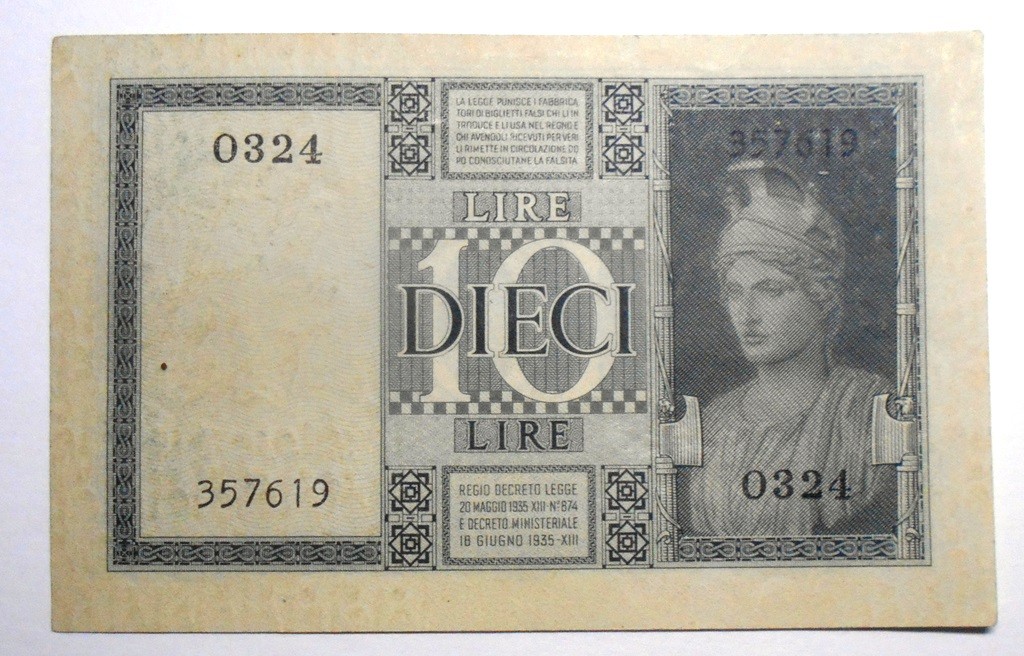 0324
357619
LA LEGGE PUNISCE I FABBRICA
TORI DI BIGLIETTI FALSI CHI LI IN
TRODUCE E LI USA NEL REGNO E
CHI AVENDOLI RICEVUTI PER VERI
LI RIMETTE IN CIRCOLAZIONE DO
PO CONOSCIUTANE LA FALSITÀ
LIRE
10
DIECI
LIRE
REGIO DECRETO LEGGE
20 MAGGIO 1935 XIII-Nº874
E DECRETO MINISTERIALE
18 GIUGNO 1935-XIII
357619
0324